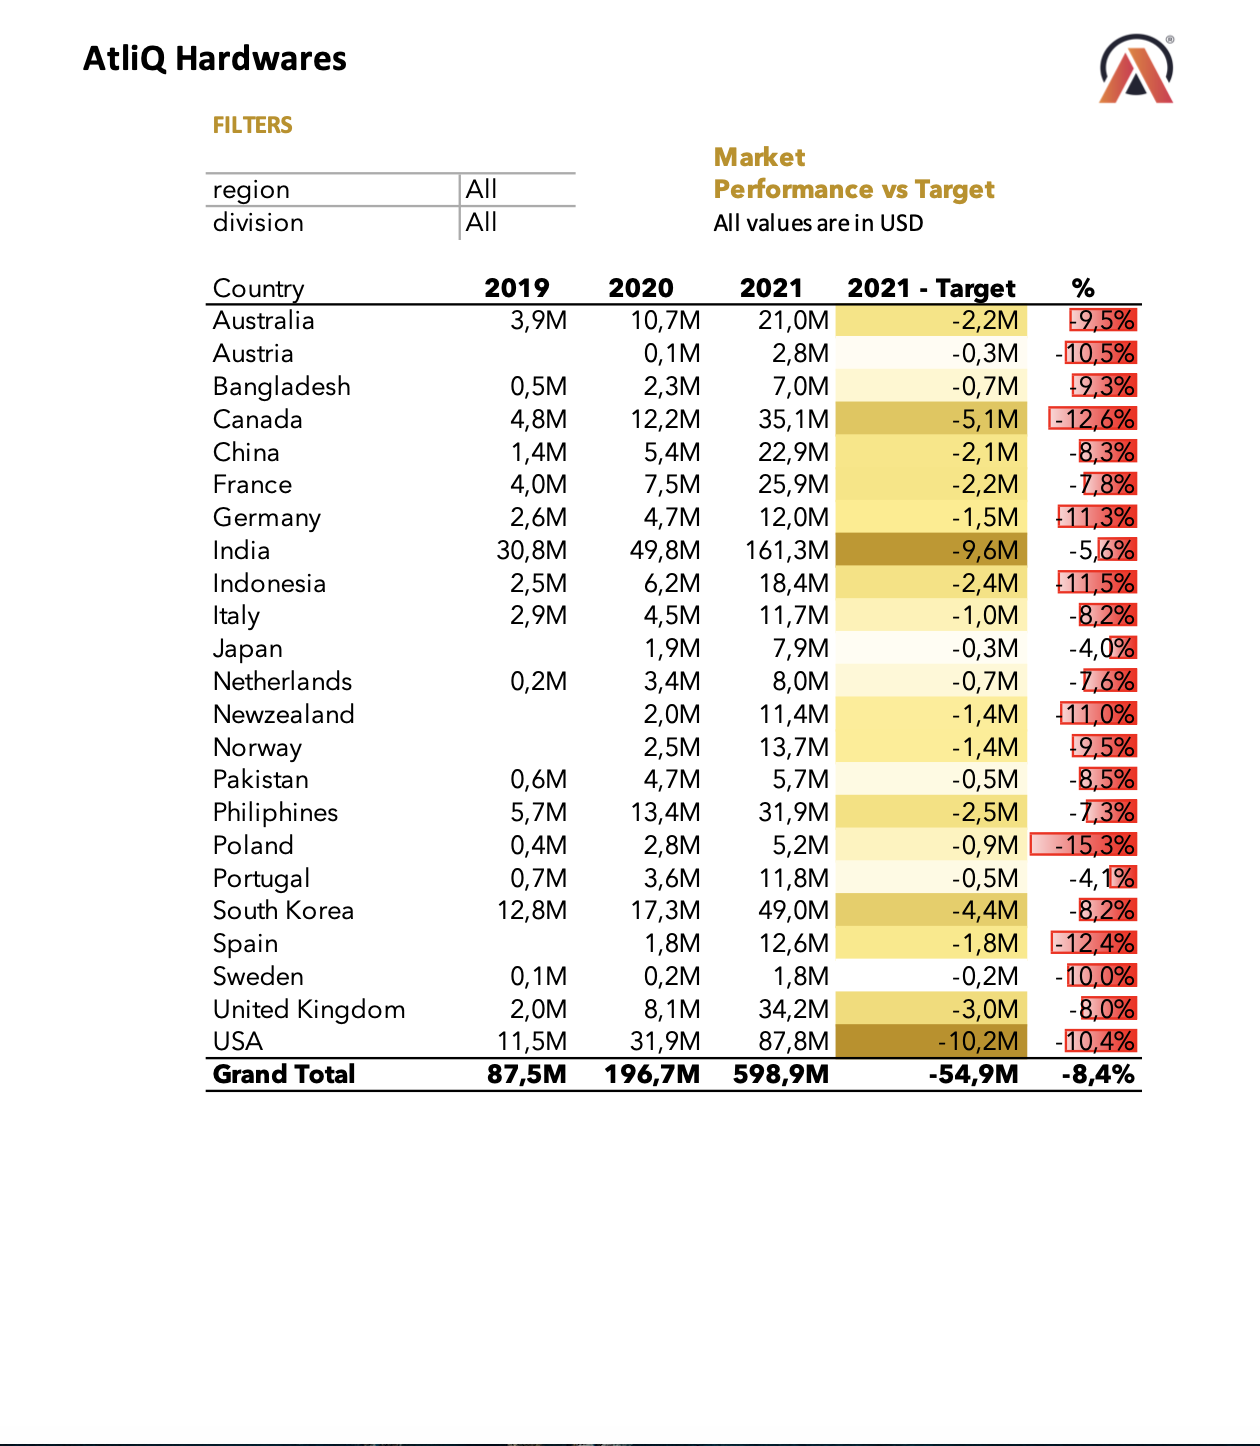 AtliQ Hardwares
®
FILTERS
Market
region All Performance vs Target
division All All values are in USD
Country 2019 2020 2021 2021 - Target %
Australia 3,9M 10,7M 21,0M -2,2M -9,5%
Austria 0,1M 2,8M -0,3M -10,5%
Bangladesh 0,5M 2,3M 7,0M -0,7M -9,3%
Canada 4,8M 12,2M 35,1M -5,1M -12,6%
China 1,4M 5,4M 22,9M -2,1M -8,3%
France 4,0M 7,5M 25,9M -2,2M -7,8%
Germany 2,6M 4,7M 12,0M -1,5M -11,3%
India 30,8M 49,8M 161,3M -9,6M -5,6%
Indonesia 2,5M 6,2M 18,4M -2,4M -11,5%
Italy 2,9M 4,5M 11,7M -1,0M -8,2%
Japan 1,9M 7,9M -0,3M -4,0%
Netherlands 0,2M 3,4M 8,0M -0,7M -7,6%
Newzealand 2,0M 11,4M -1,4M -11,0%
Norway 2,5M 13,7M -1,4M -9,5%
Pakistan 0,6M 4,7M 5,7M -0,5M -8,5%
Philiphines 5,7M 13,4M 31,9M -2,5M -7,3%
Poland 0,4M 2,8M 5,2M -0,9M -15,3%
Portugal 0,7M 3,6M 11,8M -0,5M -4,1%
South Korea 12,8M 17,3M 49,0M -4,4M -8,2%
Spain 1,8M 12,6M -1,8M -12,4%
Sweden 0,1M 0,2M 1,8M -0,2M -10,0%
United Kingdom 2,0M 8,1M 34,2M -3,0M -8,0%
USA 11,5M 31,9M 87,8M -10,2M -10,4%
Grand Total 87,5M 196,7M 598,9M -54,9M -8,4%